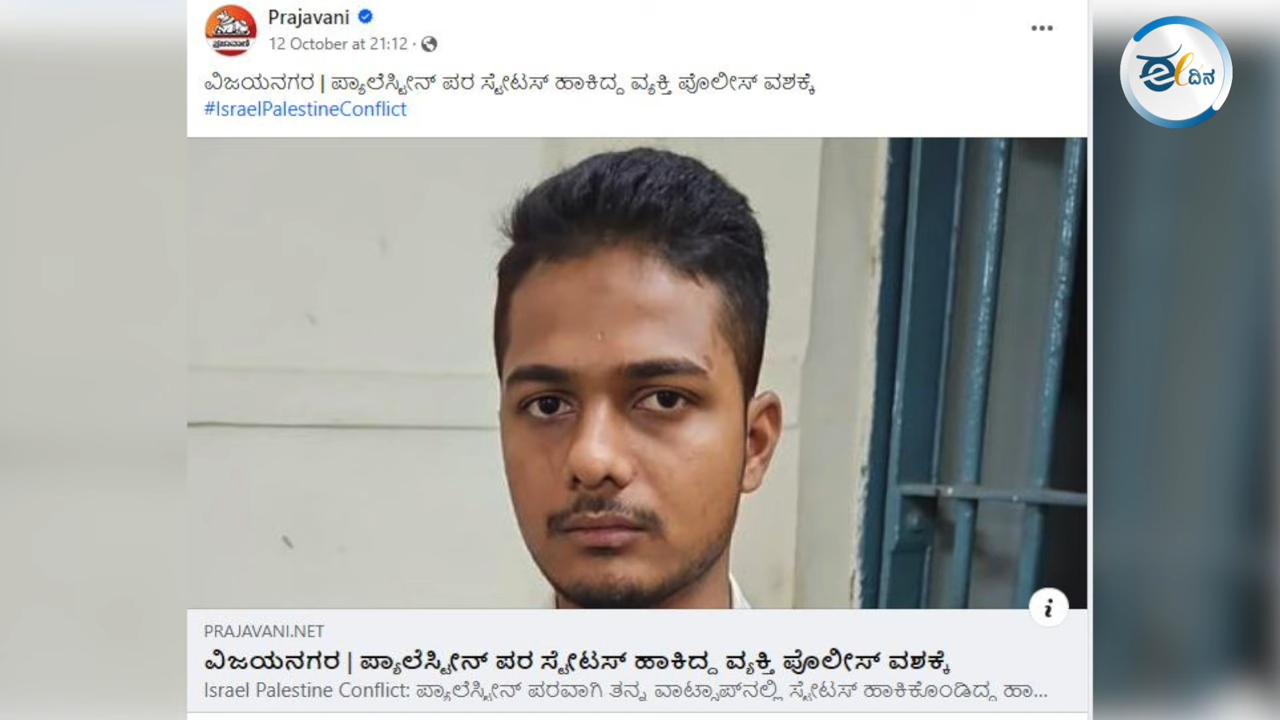 Prajavani
ಪ್ರಜಾವಾಣಿ
12 October at 21:12 ·
ವಿಜಯನಗರ | ಪ್ಯಾಲೆಸ್ಟೀನ್ ಪರ ಸ್ಟೇಟಸ್ ಹಾಕಿದ್ದ ವ್ಯಕ್ತಿ ಪೊಲೀಸ್ ವಶಕ್ಕೆ
#IsraelPalestineConflict
ಈ ದಿನ
PRAJAVANI.NET
ವಿಜಯನಗರ | ಪ್ಯಾಲೆಸ್ಟೀನ್ ಪರ ಸ್ಟೇಟಸ್ ಹಾಕಿದ್ದ ವ್ಯಕ್ತಿ ಪೊಲೀಸ್ ವಶಕ್ಕೆ
Israel Palestine Conflict: ಪ್ಯಾಲೆಸ್ಟೀನ್ ಪರವಾಗಿ ತನ್ನ ವಾಟ್ಸಾಪ್‌ನಲ್ಲಿ ಸ್ಟೇಟಸ್ ಹಾಕಿಕೊಂಡಿದ್ದ ಹಾ...